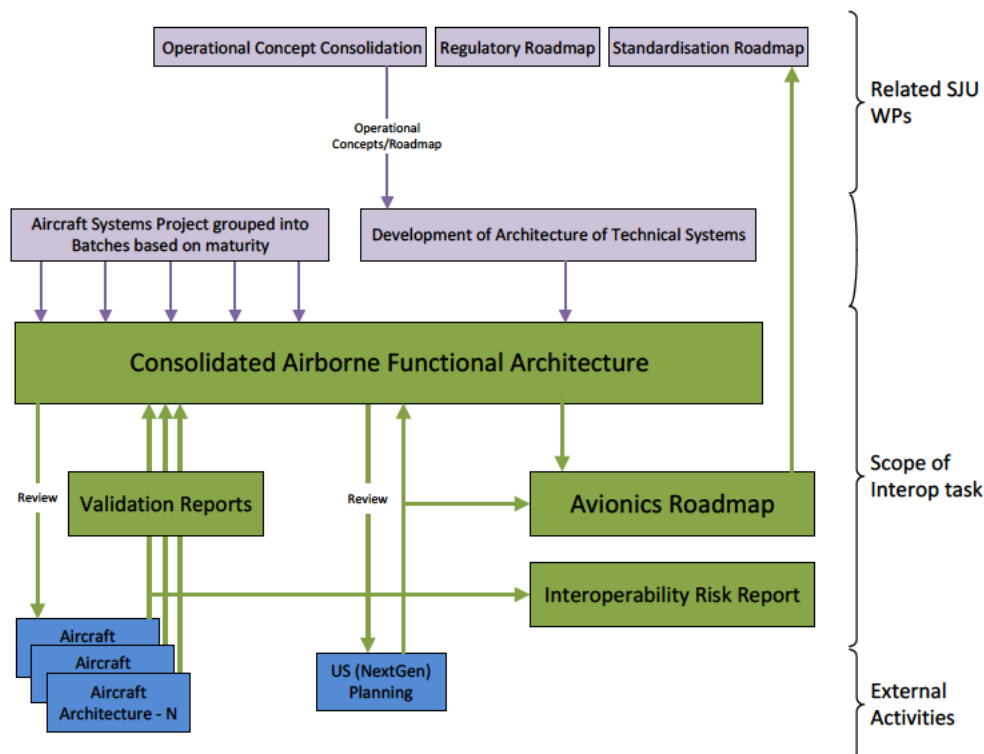 Operational Concept Consolidation
Regulatory Roadmap
Standardisation Roadmap
Related SJU
WPs
Operational
Concepts/Roadmap
Aircraft Systems Project grouped into
Batches based on maturity
Development of Architecture of Technical Systems
Consolidated Airborne Functional Architecture
Review
Validation Reports
Review
Avionics Roadmap
Scope of
Interop task
Interoperability Risk Report
Aircraft
Aircraft
Aircraft
Architecture - N
US (NextGen)
Planning
External
Activities